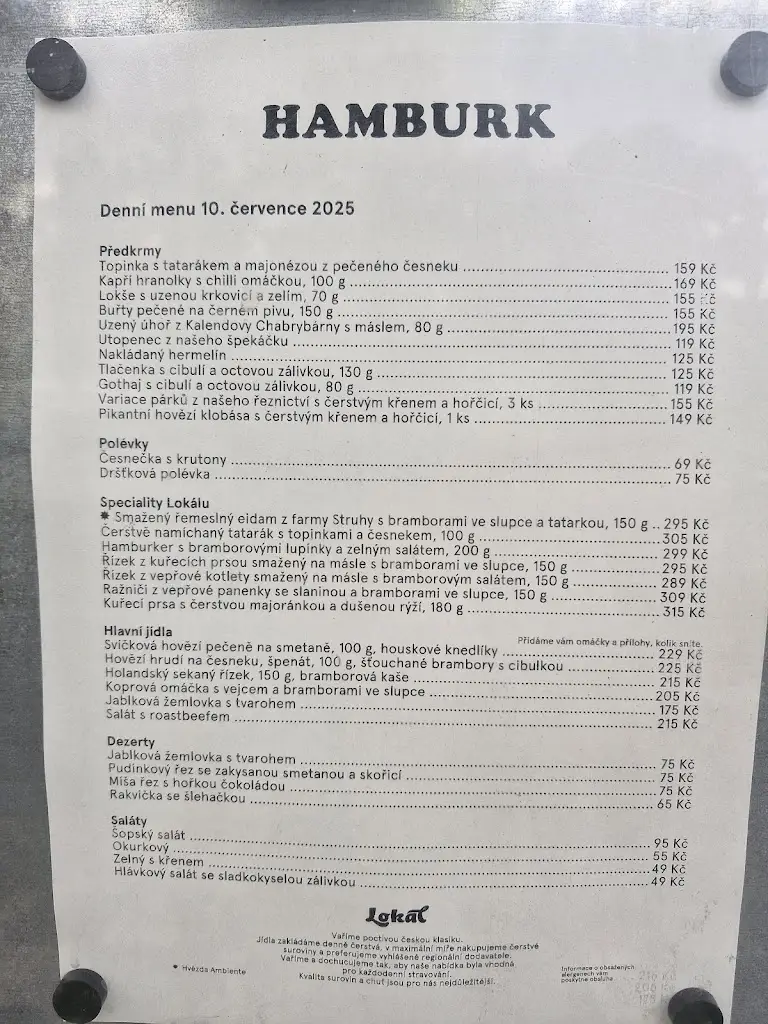 HAMBURK
Denní menu 10. července 2025
Předkrmy
Topinka s tatarákem a majonézou z pečeného česneku ... 159 Kč
Kapří hranolky s chilli omáčkou, 100 g ... 169 Kč
Lokše s uzenou krkovicí a zelím, 70 g ... 155 Kč
Buřty pečené na černém pivu, 150 g ... 155 Kč
Uzený úhoř z Kalendovy Chabrybárny s máslem, 80 g ... 195 Kč
Utopenec z našeho špekáčku ... 119 Kč
Nakládaný hermelín ... 125 Kč
Tlačenka s cibulí a octovou zálivkou, 130 g ... 125 Kč
Gothaj s cibulí a octovou zálivkou, 80 g ... 119 Kč
Variace párků z našeho řeznictví s čerstvým křenem a hořčicí, 3 ks ... 155 Kč
Pikantní hovězí klobása s čerstvým křenem a hořčicí, 1 ks ... 149 Kč
Polévky
Česnečka s krutony ... 69 Kč
Dršťková polévka ... 75 Kč
Speciality Lokálu
* Smažený řemeslný eidam z farmy Struhy s bramborami ve slupce a tatarkou, 150 g .. 295 Kč
Čerstvě namíchaný tatarák s topinkami a česnekem, 100 g ... 305 Kč
Hamburker s bramborovými lupínky a zelným salátem, 200 g ... 299 Kč
Řízek z kuřecích prsou smažený na másle s bramborami ve slupce, 150 g ... 295 Kč
Řízek z vepřové kotlety smažený na másle s bramborovým salátem, 150 g ... 289 Kč
Ražniči z vepřové panenky se slaninou a bramborami ve slupce, 150 g ... 309 Kč
Kuřecí prsa s čerstvou majoránkou a dušenou rýží, 180 g ... 315 Kč
Hlavní jídla
Přidáme vám omáčky a přílohy, kolik sníte.
Svíčková hovězí pečeně na smetaně, 100 g, houskové knedlíky ... 229 Kč
Hovězí hrudí na česneku, špenát, 100 g, šťouchané brambory s cibulkou ... 225 Kč
Holandský sekaný řízek, 150 g, bramborová kaše ... 215 Kč
Koprová omáčka s vejcem a bramborami ve slupce ... 205 Kč
Jablková žemlovka s tvarohem ... 175 Kč
Salát s roastbeefem ... 215 Kč
Dezerty
Jablková žemlovka s tvarohem ... 75 Kč
Pudinkový řez se zakysanou smetanou a skořicí ... 75 Kč
Míša řez s hořkou čokoládou ... 75 Kč
Rakvička se šlehačkou ... 65 Kč
Saláty
Šopský salát ... 95 Kč
Okurkový ... 55 Kč
Zelný s křenem ... 49 Kč
Hlávkový salát se sladkokyselou zálivkou ... 49 Kč
Lokál
Vaříme poctivou českou klasiku.
Jídla zakládáme denně čerstvá, v maximální míře nakupujeme čerstvé
suroviny a preferujeme vyhlášené regionální dodavatele.
Vaříme a dochucujeme tak, aby naše nabídka byla vhodná
pro každodenní stravování.
Kvalita surovin a chuť jsou pro nás nejdůležitější.
* Hvězda Ambiente
Informace o obsažených
alergenech vám
poskytne obsluha